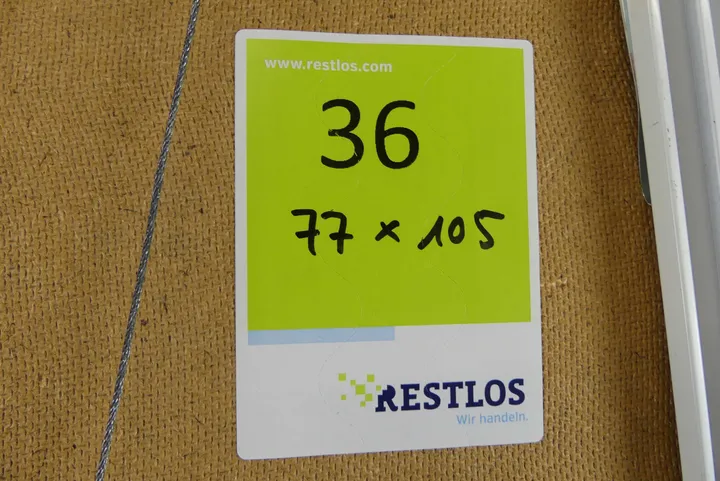 www.restlos.com
36
77 x 105
RESTLOS
Wir handeln.